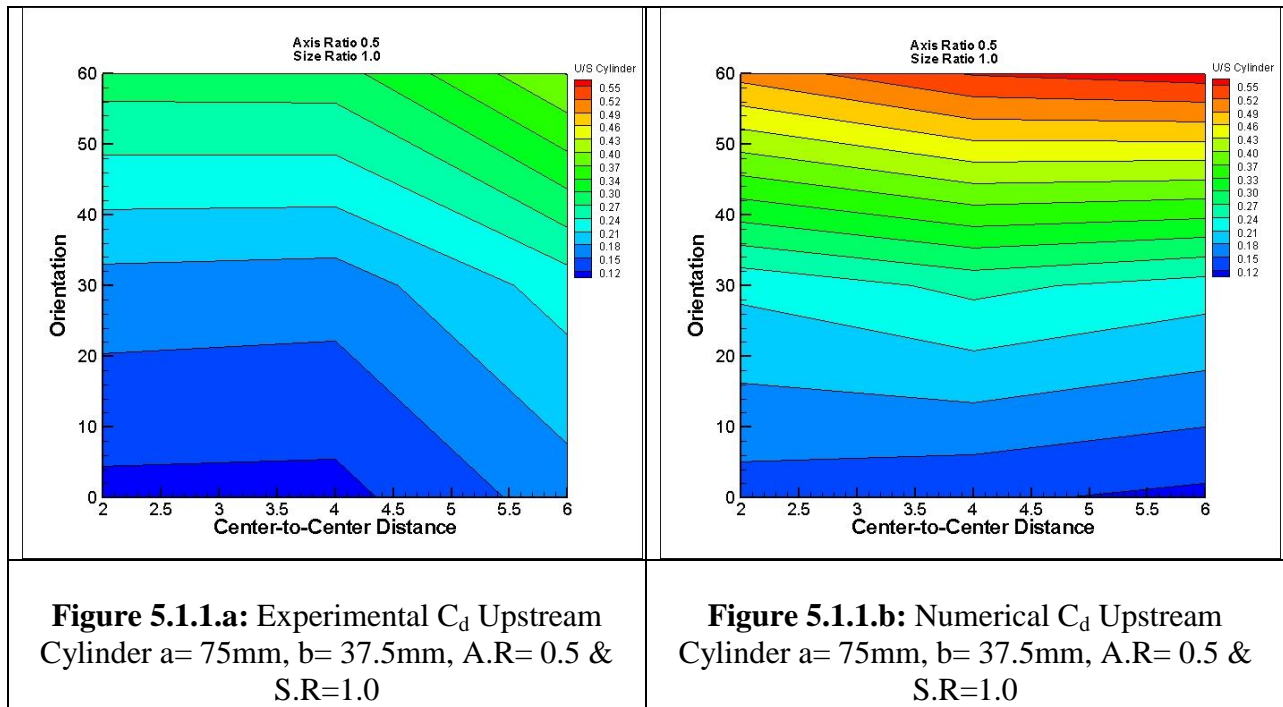 Axis Ratio 0.5
Size Ratio 1.0
U/S Cylinder
60
50
40
30
20
10
0
Orientation
2 2.5 3 3.5 4 4.5 5 5.5 6
Center-to-Center Distance
0.55
0.52
0.49
0.46
0.43
0.40
0.37
0.34
0.30
0.27
0.24
0.21
0.18
0.15
0.12
Figure 5.1.1.a: Experimental Cd Upstream
Cylinder a= 75mm, b= 37.5mm, A.R= 0.5 &
S.R=1.0
Axis Ratio 0.5
Size Ratio 1.0
U/S Cylinder
60
50
40
30
20
10
0
Orientation
2 2.5 3 3.5 4 4.5 5 5.5 6
Center-to-Center Distance
0.55
0.52
0.49
0.46
0.43
0.40
0.37
0.33
0.30
0.27
0.24
0.21
0.18
0.15
0.12
Figure 5.1.1.b: Numerical Cd Upstream
Cylinder a= 75mm, b= 37.5mm, A.R= 0.5 &
S.R=1.0